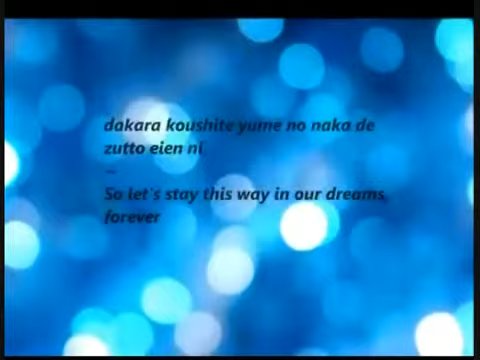 dakara koushite yume no naka de
zutto eien ni
~
So let's stay this way in our dreams,
forever